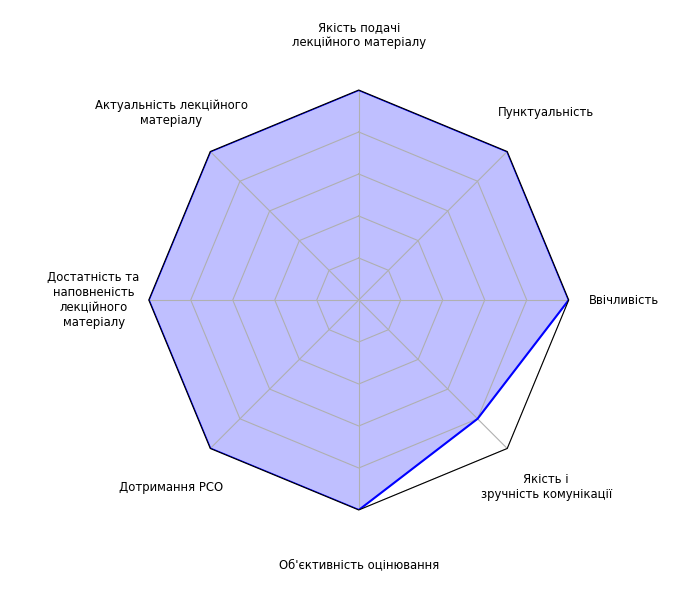 Якість подачі
лекційного матеріалу
Актуальність лекційного
матеріалу
Пунктуальність
Достатність та
наповненість
лекційного
матеріалу
Ввічливість
Дотримання РСО
Якість і
зручність комунікації
Об'єктивність оцінювання